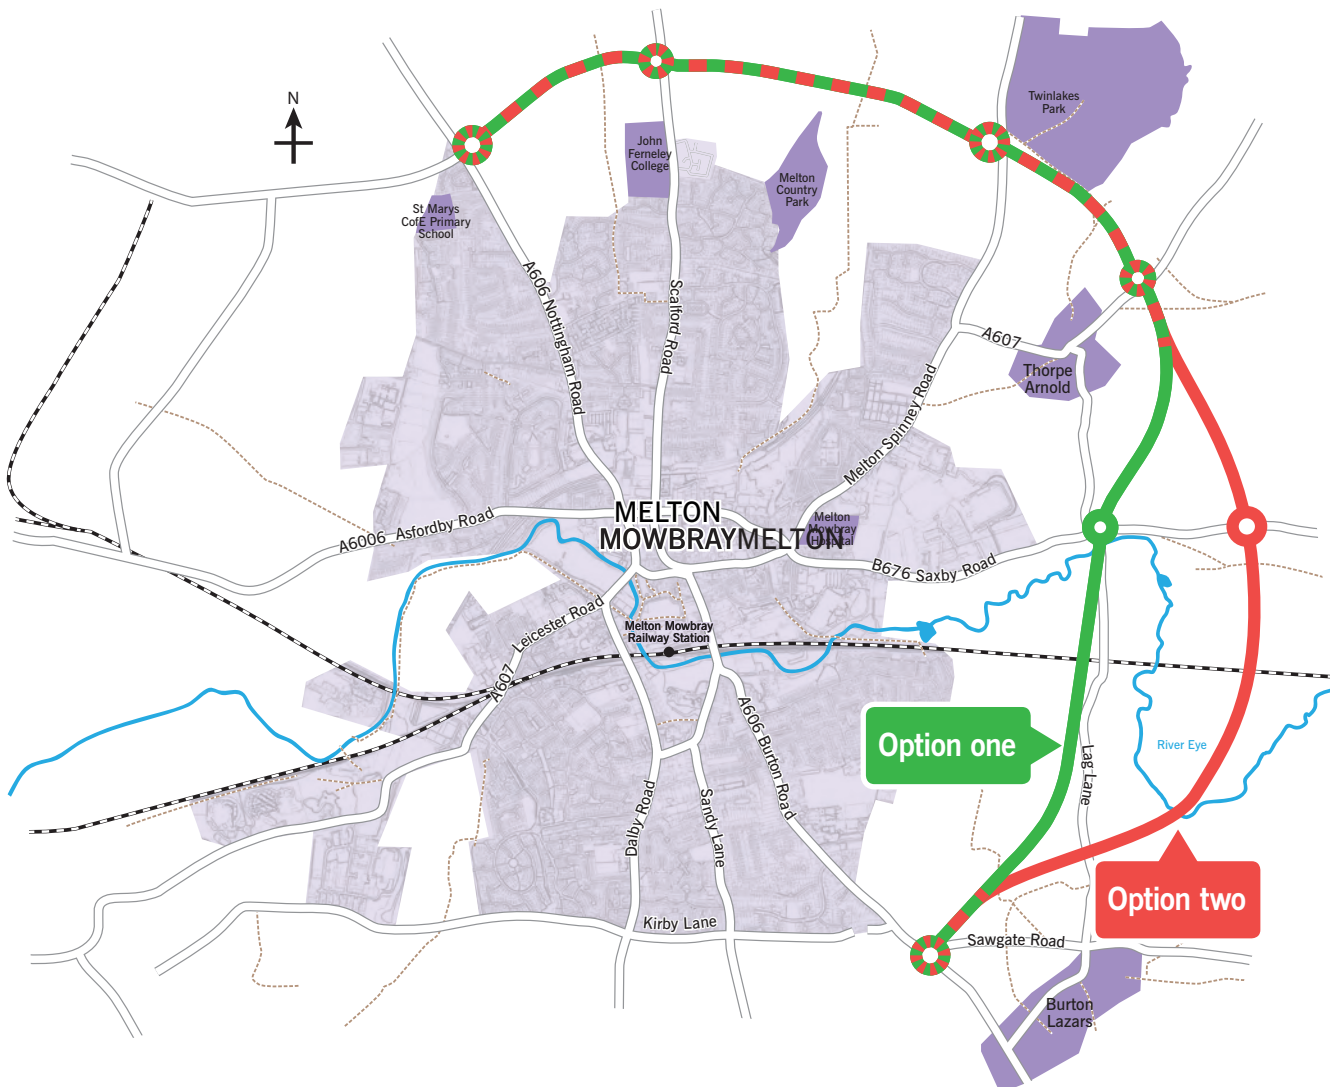 N
Twinlakes
Park
John
Ferneley
College
Melton
Country
Park
St Marys
CofE Primary
School
A606 Nottingham Road
Scalford Road
A607
Thorpe
Arnold
Melton Spinney Road
MELTON
MOWBRAY
MELTON
Melton
Mowbray
Hospital
A6006 Asfordby Road
B676 Saxby Road
A607 Leicester Road
Melton Mowbray
Railway Station
A606 Burton Road
Option one
River Eye
Lag Lane
Dalby Road
Sandy Lane
Option two
Kirby Lane
Sawgate Road
Burton
Lazars